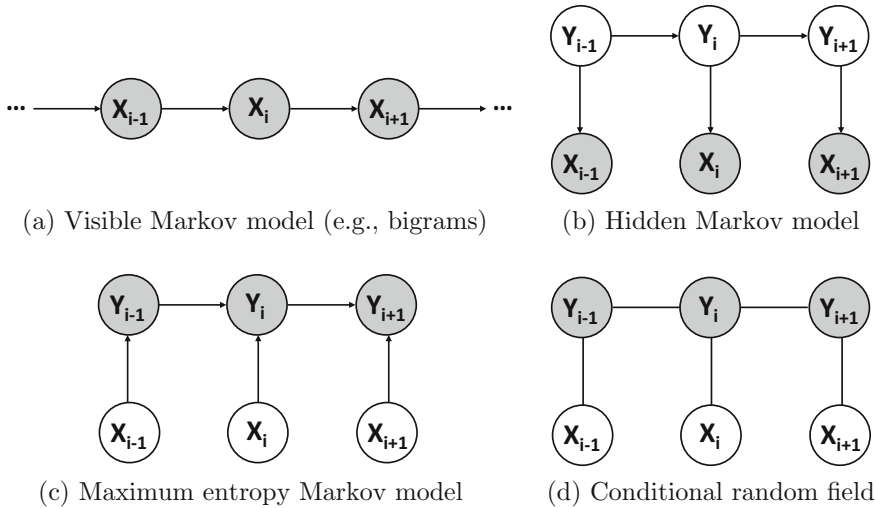 ... X_{i-1} X_i X_{i+1} ...
(a) Visible Markov model (e.g., bigrams)
Y_{i-1} Y_i Y_{i+1}
X_{i-1} X_i X_{i+1}
(b) Hidden Markov model
Y_{i-1} Y_i Y_{i+1}
X_{i-1} X_i X_{i+1}
(c) Maximum entropy Markov model
Y_{i-1} Y_i Y_{i+1}
X_{i-1} X_i X_{i+1}
(d) Conditional random field